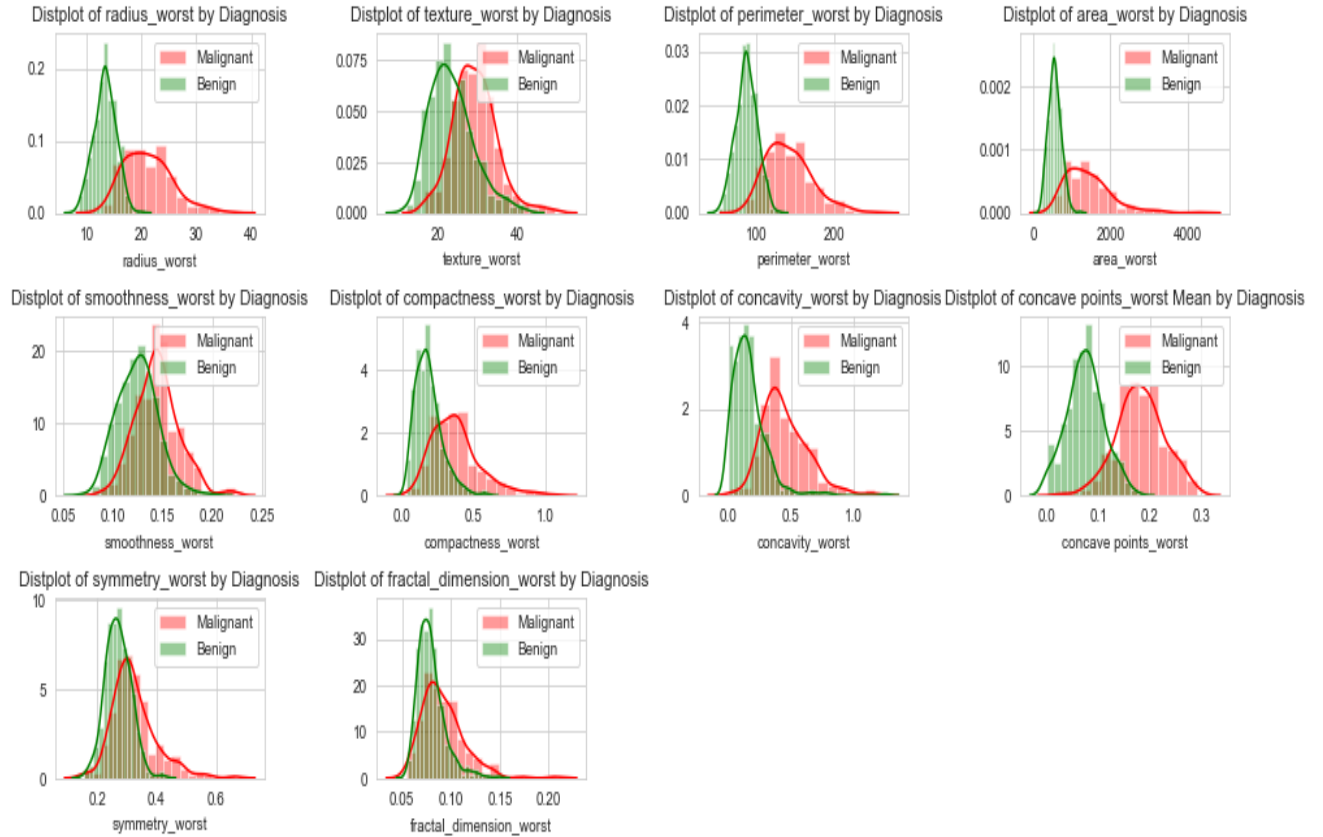 Distplot of radius_worst by Diagnosis
0.2
0.1
0.0
Malignant
Benign
10 20 30 40
radius_worst
Distplot of texture_worst by Diagnosis
0.075
0.050
0.025
0.000
Malignant
Benign
20 40
texture_worst
Distplot of perimeter_worst by Diagnosis
0.03
0.02
0.01
0.00
Malignant
Benign
100 200
perimeter_worst
Distplot of area_worst by Diagnosis
0.002
0.001
0.000
Malignant
Benign
0 2000 4000
area_worst
Distplot of smoothness_worst by Diagnosis
20
10
0
Malignant
Benign
0.05 0.10 0.15 0.20 0.25
smoothness_worst
Distplot of compactness_worst by Diagnosis
4
2
0
Malignant
Benign
0.0 0.5 1.0
compactness_worst
Distplot of concavity_worst by Diagnosis
4
2
0
Malignant
Benign
0.0 0.5 1.0
concavity_worst
Distplot of concave points_worst Mean by Diagnosis
10
5
0
Malignant
Benign
0.0 0.1 0.2 0.3
concave points_worst
Distplot of symmetry_worst by Diagnosis
10
5
0
Malignant
Benign
0.2 0.4 0.6
symmetry_worst
Distplot of fractal_dimension_worst by Diagnosis
30
20
10
0
Malignant
Benign
0.05 0.10 0.15 0.20
fractal_dimension_worst